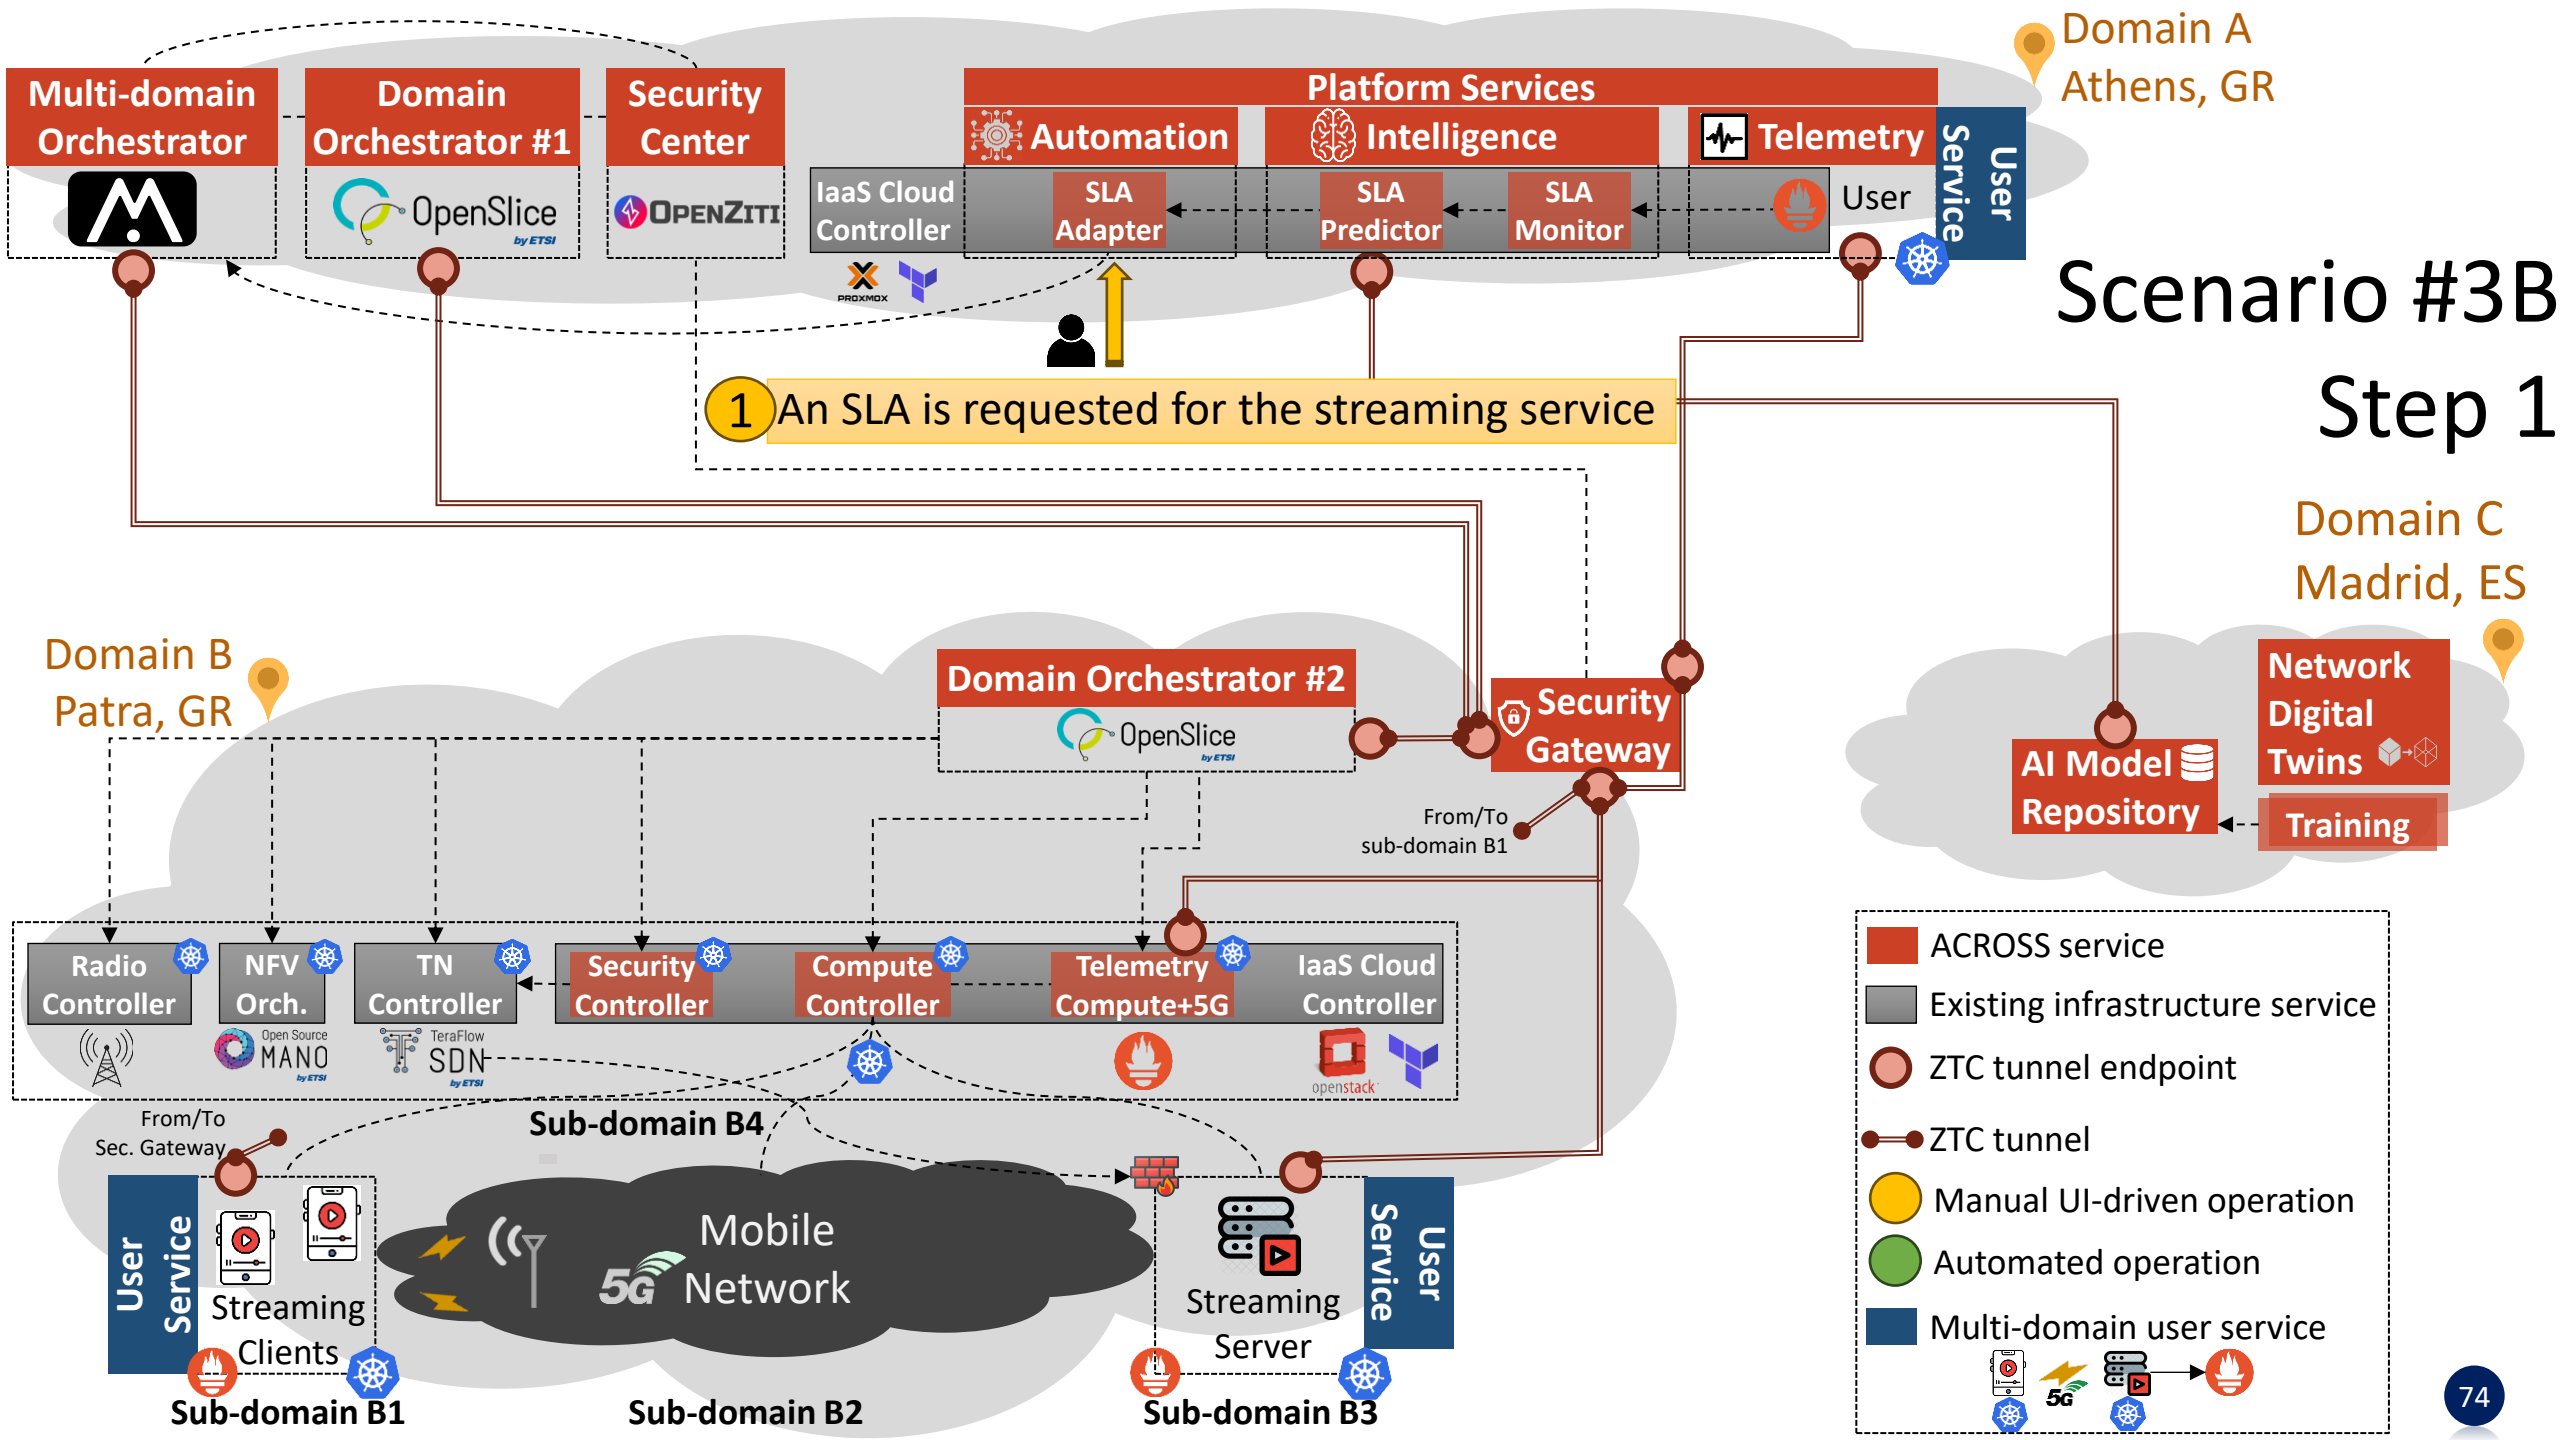 Domain A
Athens, GR
Multi-domain
Orchestrator
Domain
Orchestrator #1
Security
Center
Platform Services
Automation
Intelligence
Telemetry
User
Service
OpenSlice
by ETSI
OPENZITI
IaaS Cloud
Controller
SLA
Adapter
SLA
Predictor
SLA
Monitor
User
PROXMOX
Scenario #3B
Step 1
1
An SLA is requested for the streaming service
Domain C
Madrid, ES
Domain B
Patra, GR
Domain Orchestrator #2
OpenSlice
by ETSI
Security
Gateway
Network
Digital
Twins
AI Model
Repository
Training
From/To
sub-domain B1
Radio
Controller
NFV
Orch.
TN
Controller
Security
Controller
Compute
Controller
Telemetry
Compute+5G
IaaS Cloud
Controller
Open Source
MANO
by ETSI
TeraFlow
SDN
by ETSI
openstack
Sub-domain B4
From/To
Sec. Gateway
User
Service
Streaming
Clients
Sub-domain B1
5G
Mobile
Network
Sub-domain B2
Streaming
Server
User
Service
Sub-domain B3
ACROSS service
Existing infrastructure service
ZTC tunnel endpoint
ZTC tunnel
Manual UI-driven operation
Automated operation
Multi-domain user service
5G
74